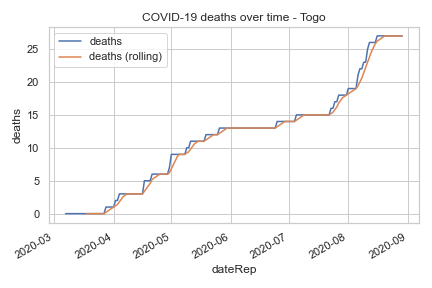 COVID-19 deaths over time - Togo
deaths
deaths (rolling)
deaths
25
20
15
10
5
0
2020-03
2020-04
2020-05
2020-06
2020-07
2020-08
2020-09
dateRep